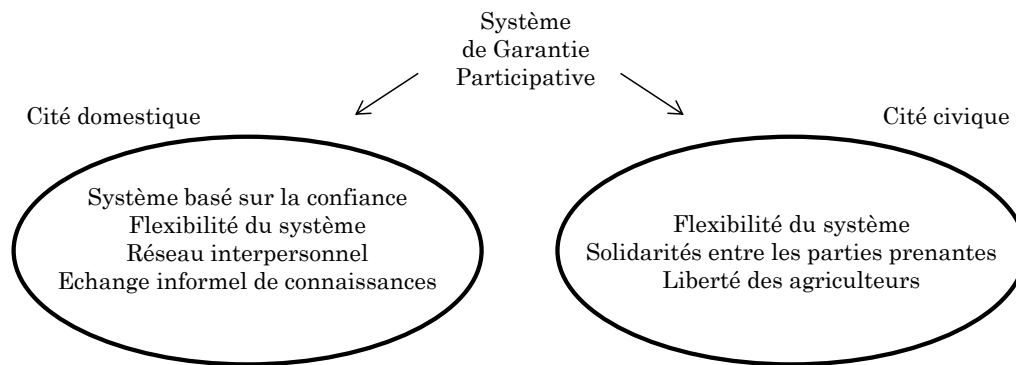 Système
de Garantie
Participative
Cité domestique
Cité civique
Système basé sur la confiance
Flexibilité du système
Réseau interpersonnel
Echange informel de connaissances
Flexibilité du système
Solidarités entre les parties prenantes
Liberté des agriculteurs